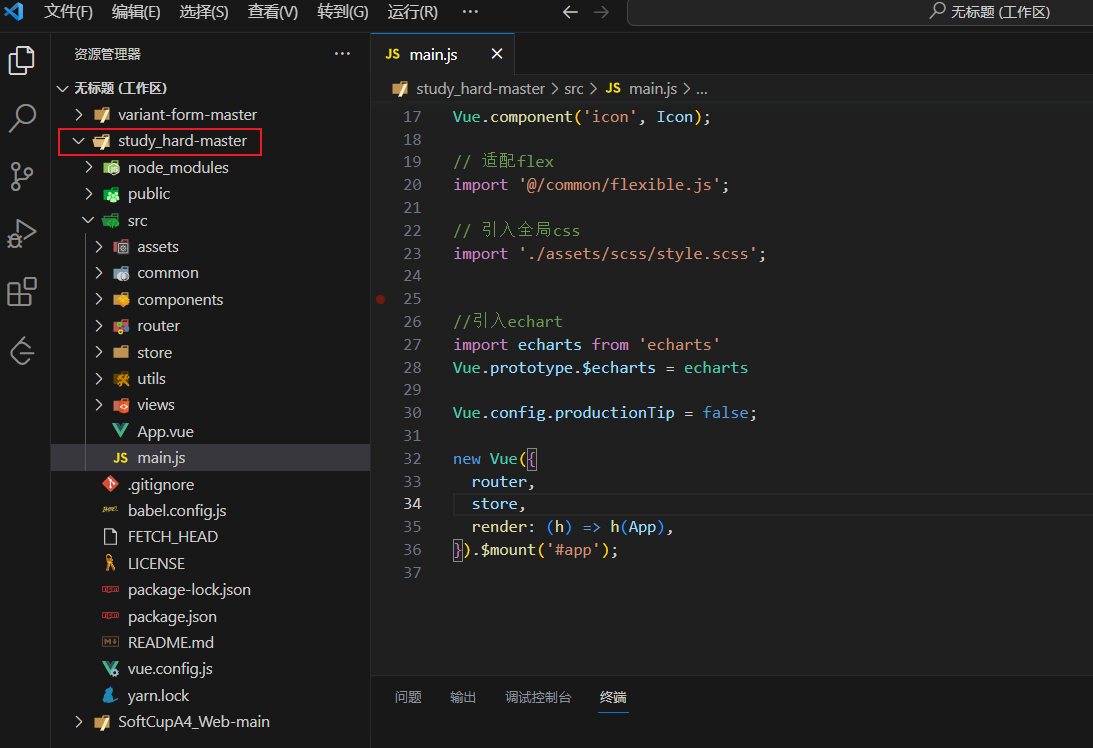 文件(F) 编辑(E) 选择(S) 查看(V) 转到(G) 运行(R) ··· 无标题 (工作区)
资源管理器 ···
无标题 (工作区)
variant-form-master
study_hard-master
node_modules
public
src
assets
common
components
router
store
utils
views
App.vue
JS main.js
.gitignore
babel.config.js
FETCH_HEAD
LICENSE
package-lock.json
package.json
README.md
vue.config.js
yarn.lock
SoftCupA4_Web-main
JS main.js
study_hard-master > src > JS main.js > ...
17 Vue.component('icon', Icon);
18
19 // 适配flex
20 import '@/common/flexible.js';
21
22 // 引入全局css
23 import './assets/scss/style.scss';
24
25
26 //引入echart
27 import echarts from 'echarts'
28 Vue.prototype.$echarts = echarts
29
30 Vue.config.productionTip = false;
31
32 new Vue({
33 router,
34 store,
35 render: (h) => h(App),
36 }).$mount('#app');
37
问题 输出 调试控制台 终端